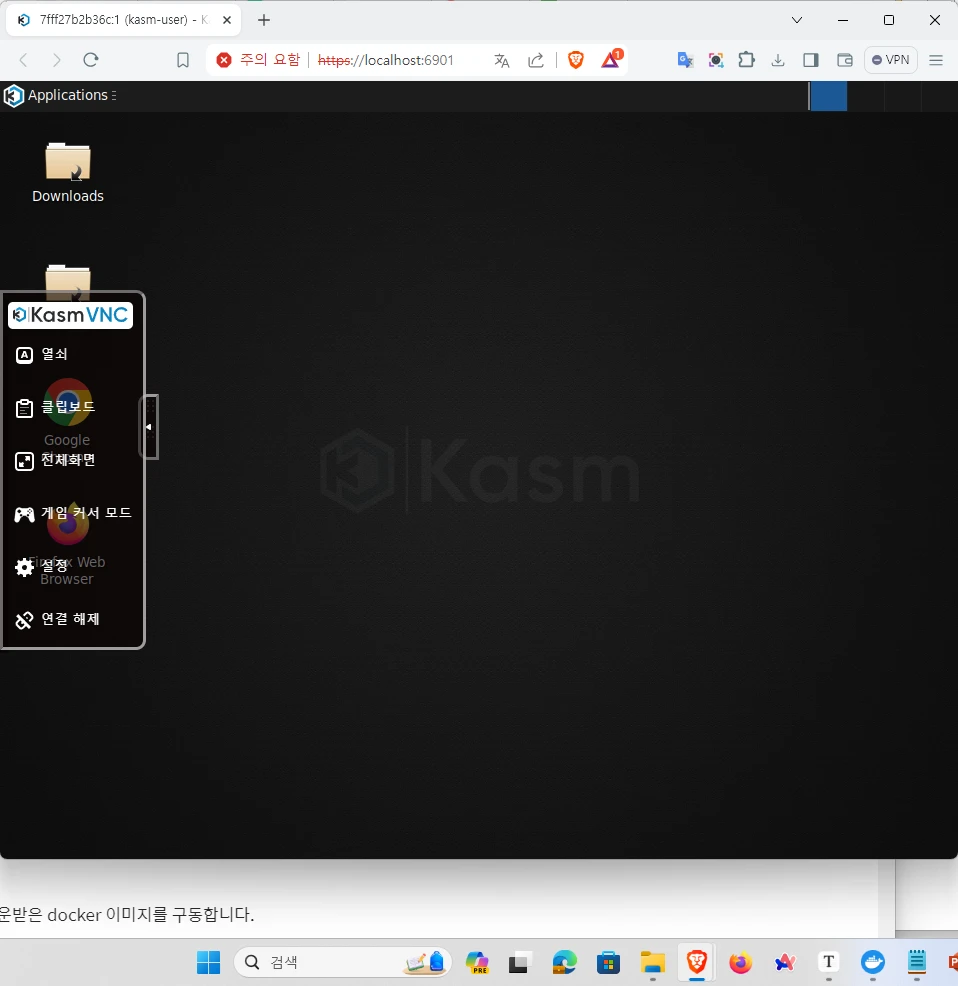 7fff27b2b36c:1 (kasm-user) - K
주의 요함 https://localhost:6901
1
VPN
Applications
Downloads
KasmVNC
열쇠
클립보드
Google
전체화면
게임 커서 모드
Firefox Web
설정
Browser
연결 해제
Kasm
운받은 docker 이미지를 구동합니다.
검색
PRE
T